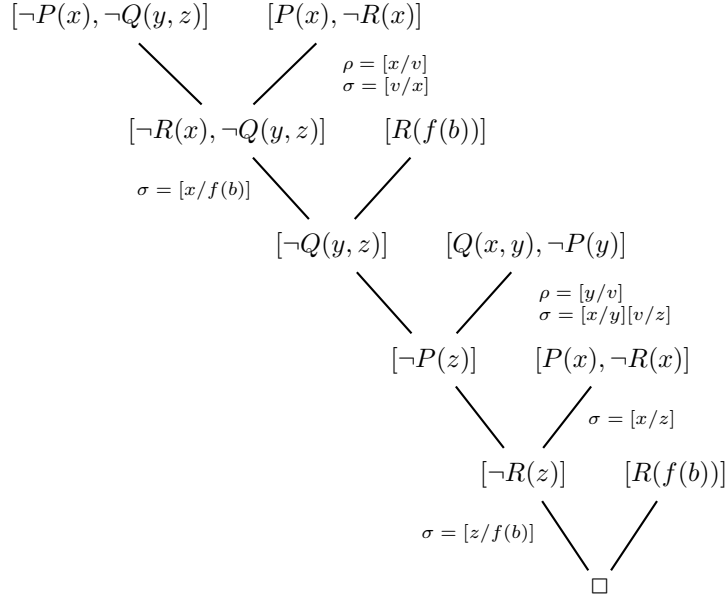 [¬P(x), ¬Q(y, z)] [P(x), ¬R(x)]
ρ = [x/v]
σ = [v/x]
[¬R(x), ¬Q(y, z)] [R(f(b))]
σ = [x/f(b)]
[¬Q(y, z)] [Q(x, y), ¬P(y)]
ρ = [y/v]
σ = [x/y][v/z]
[¬P(z)] [P(x), ¬R(x)]
σ = [x/z]
[¬R(z)] [R(f(b))]
σ = [z/f(b)]
□